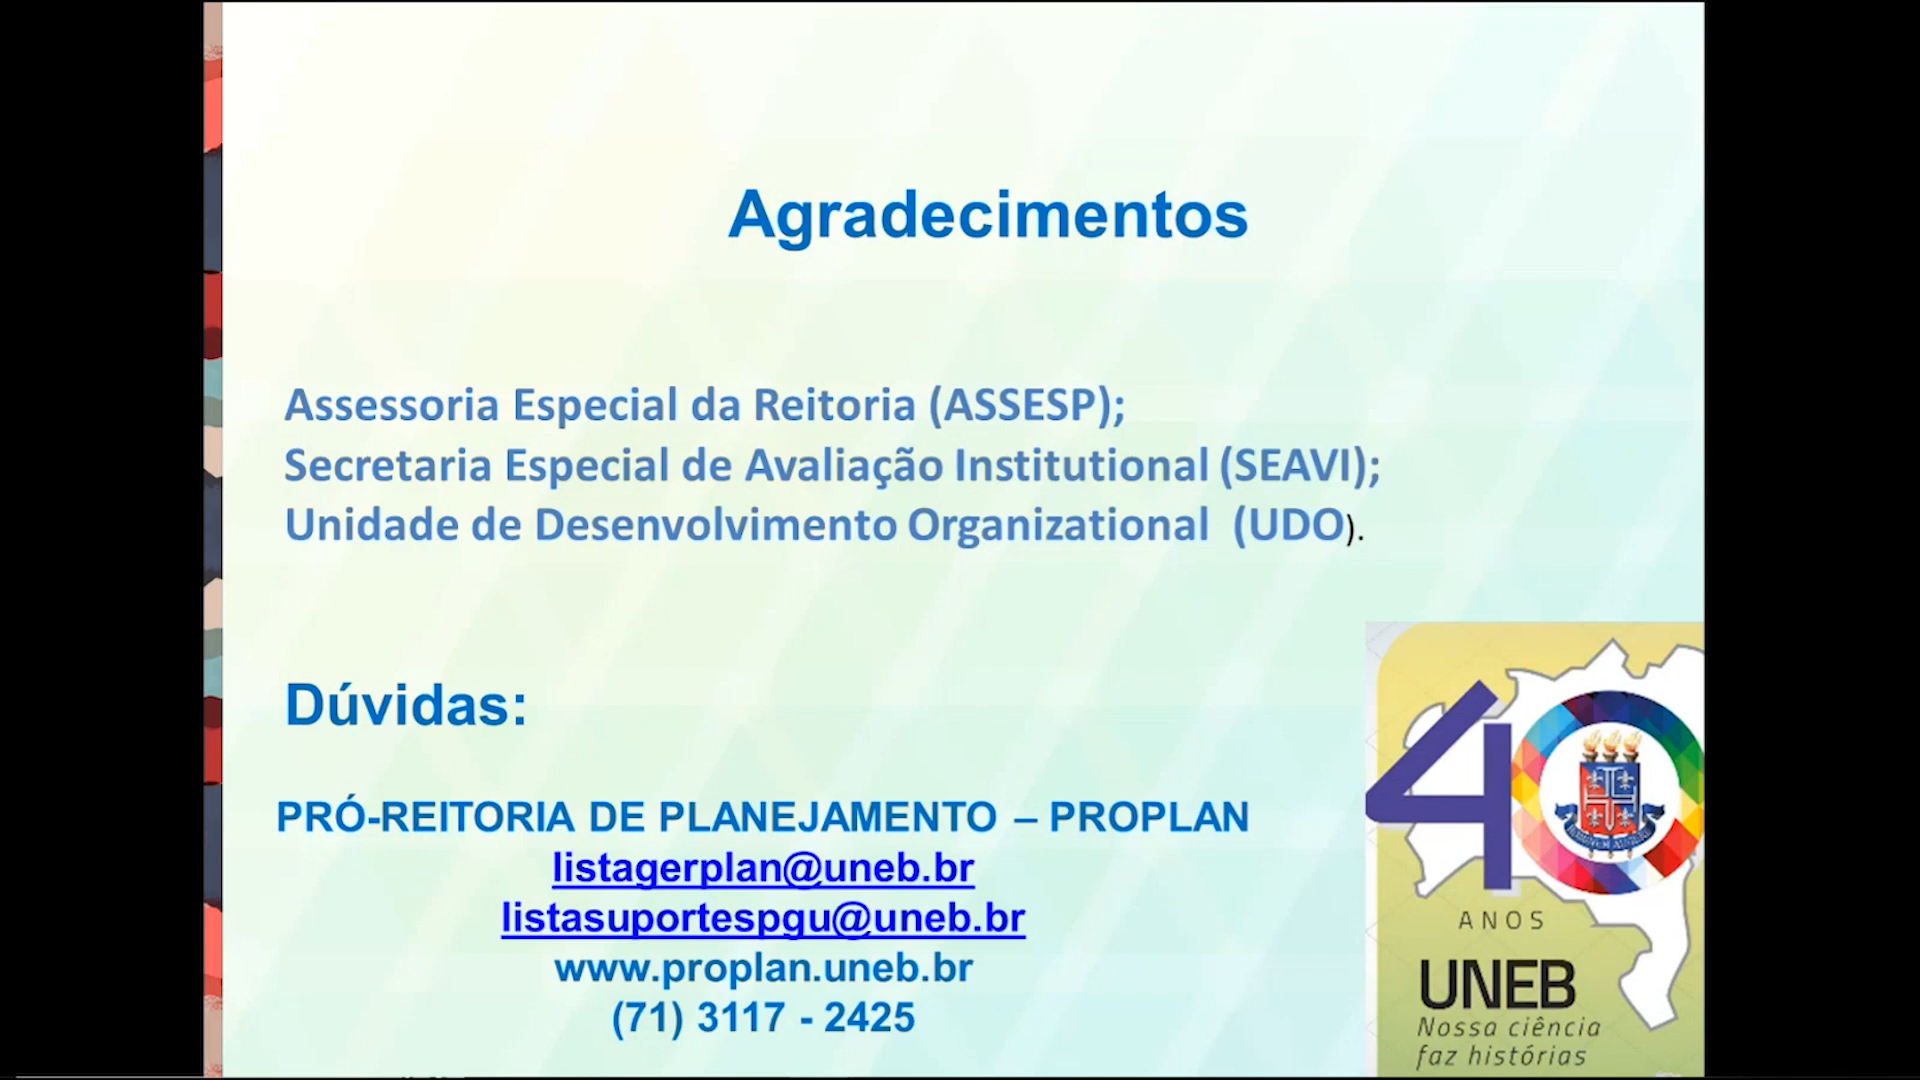 Agradecimentos
Assessoria Especial da Reitoria (ASSESP);
Secretaria Especial de Avaliação Institutional (SEAVI);
Unidade de Desenvolvimento Organizational (UDO).
Dúvidas:
PRÓ-REITORIA DE PLANEJAMENTO – PROPLAN
listagerplan@uneb.br
listasuportespgu@uneb.br
www.proplan.uneb.br
(71) 3117 - 2425
40
ANOS
UNEB
Nossa ciência
faz histórias